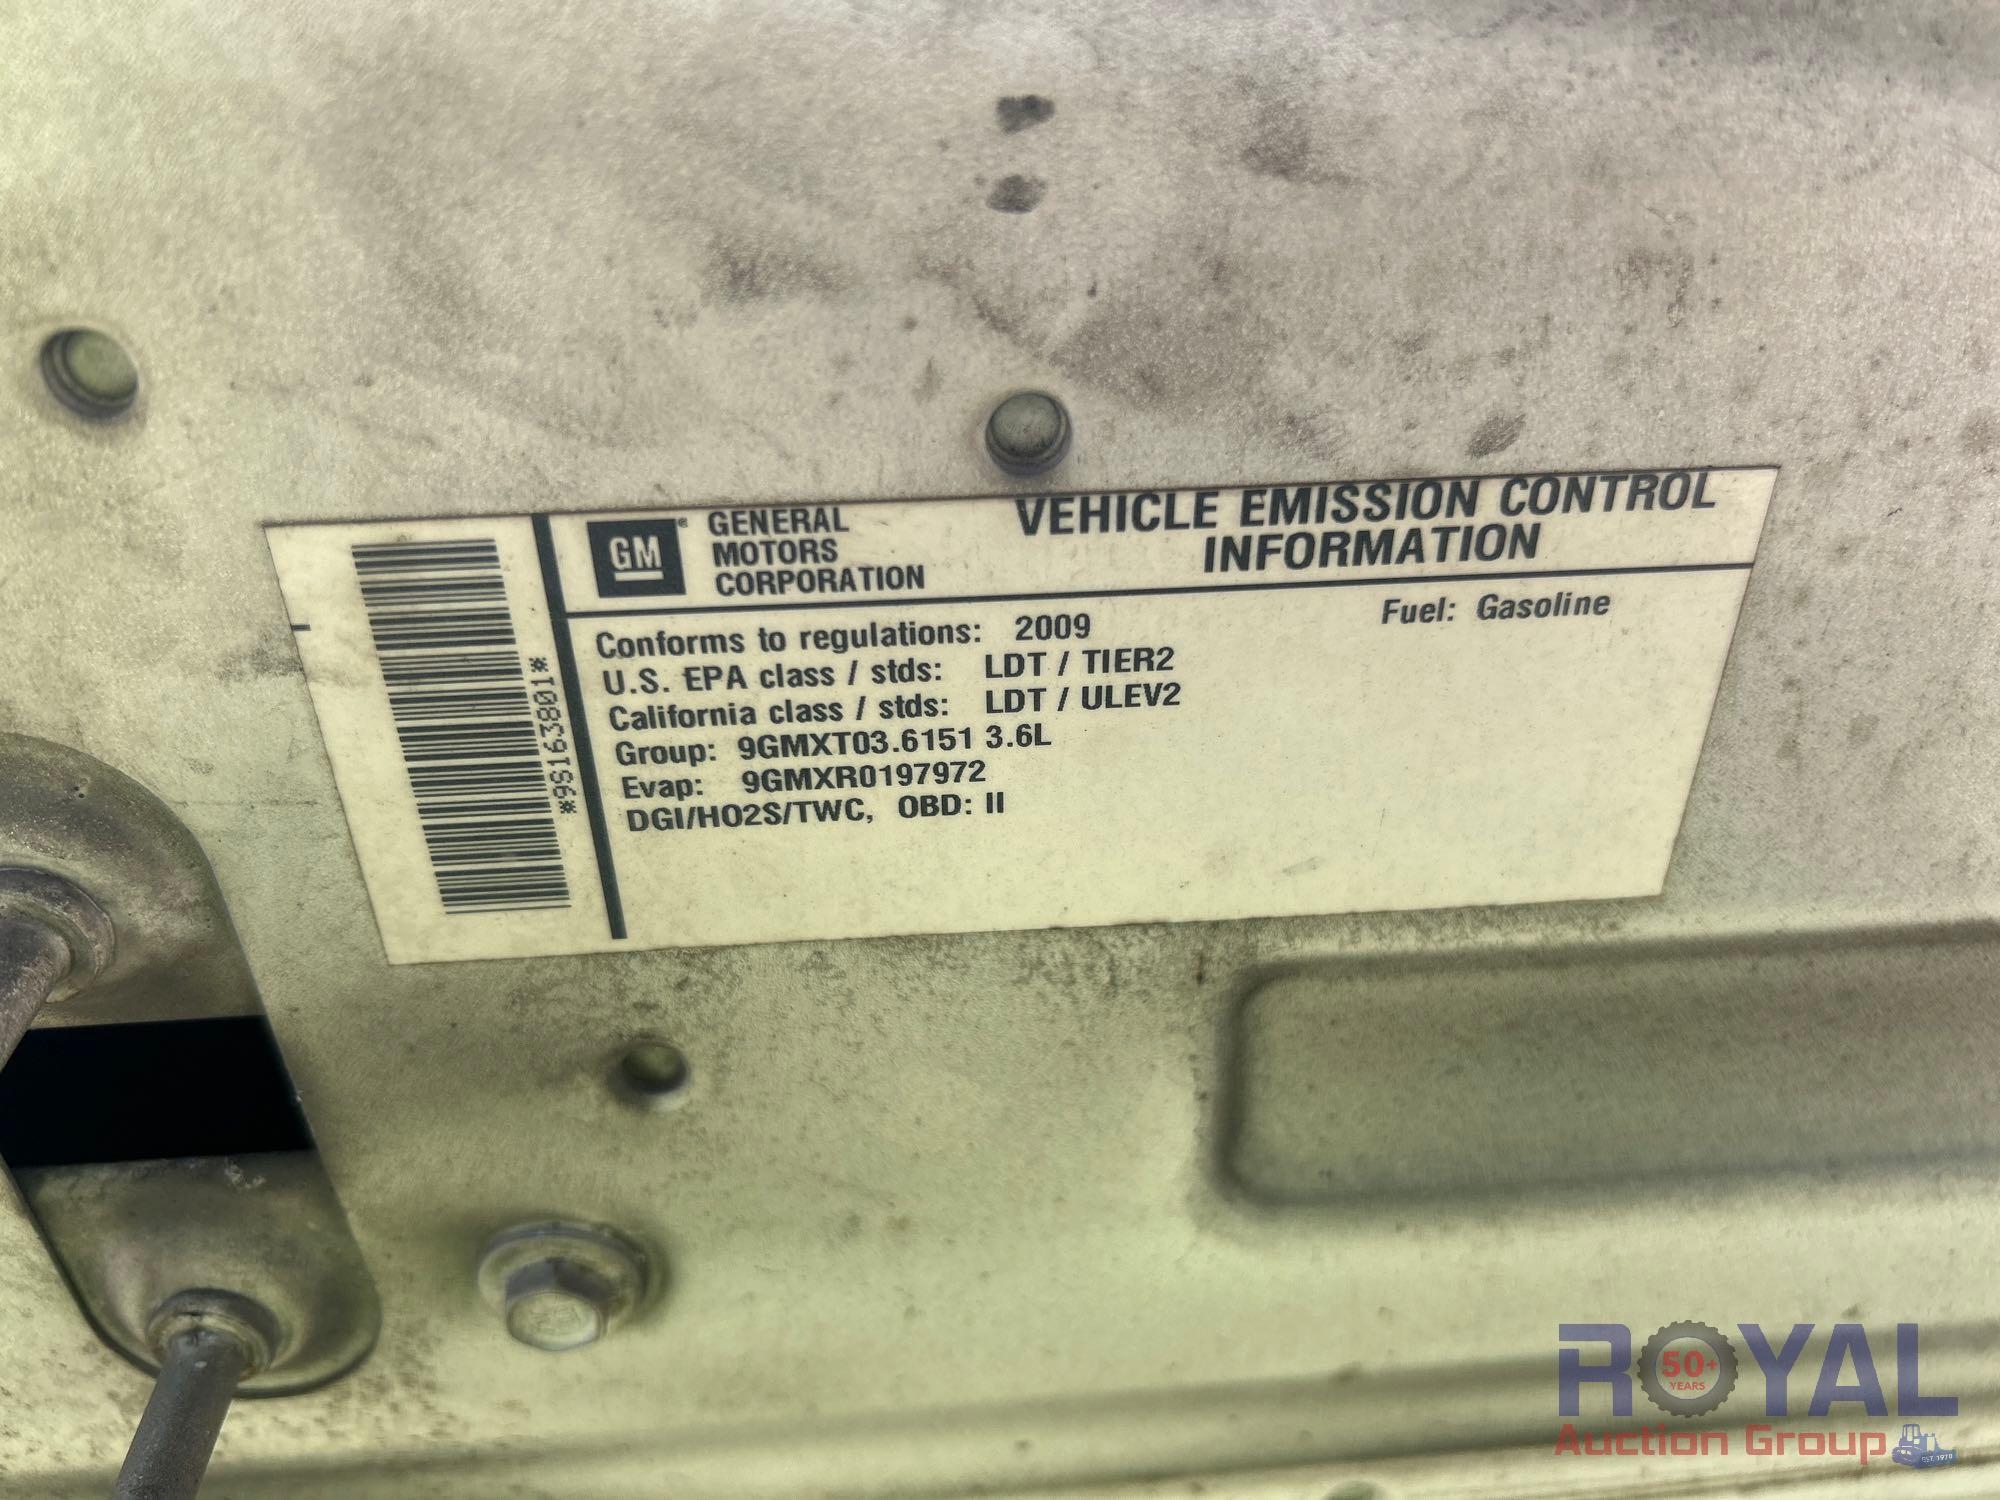 GM® GENERAL
MOTORS
CORPORATION
VEHICLE EMISSION CONTROL
INFORMATION
Conforms to regulations: 2009
Fuel: Gasoline
U.S. EPA class / stds: LDT / TIER2
California class / stds: LDT / ULEV2
Group: 9GMXT03.6151 3.6L
Evap: 9GMXR0197972
DGI/HO2S/TWC, OBD: II
*9S163801*
ROYAL
50+
YEARS
Auction Group
EST. 1970